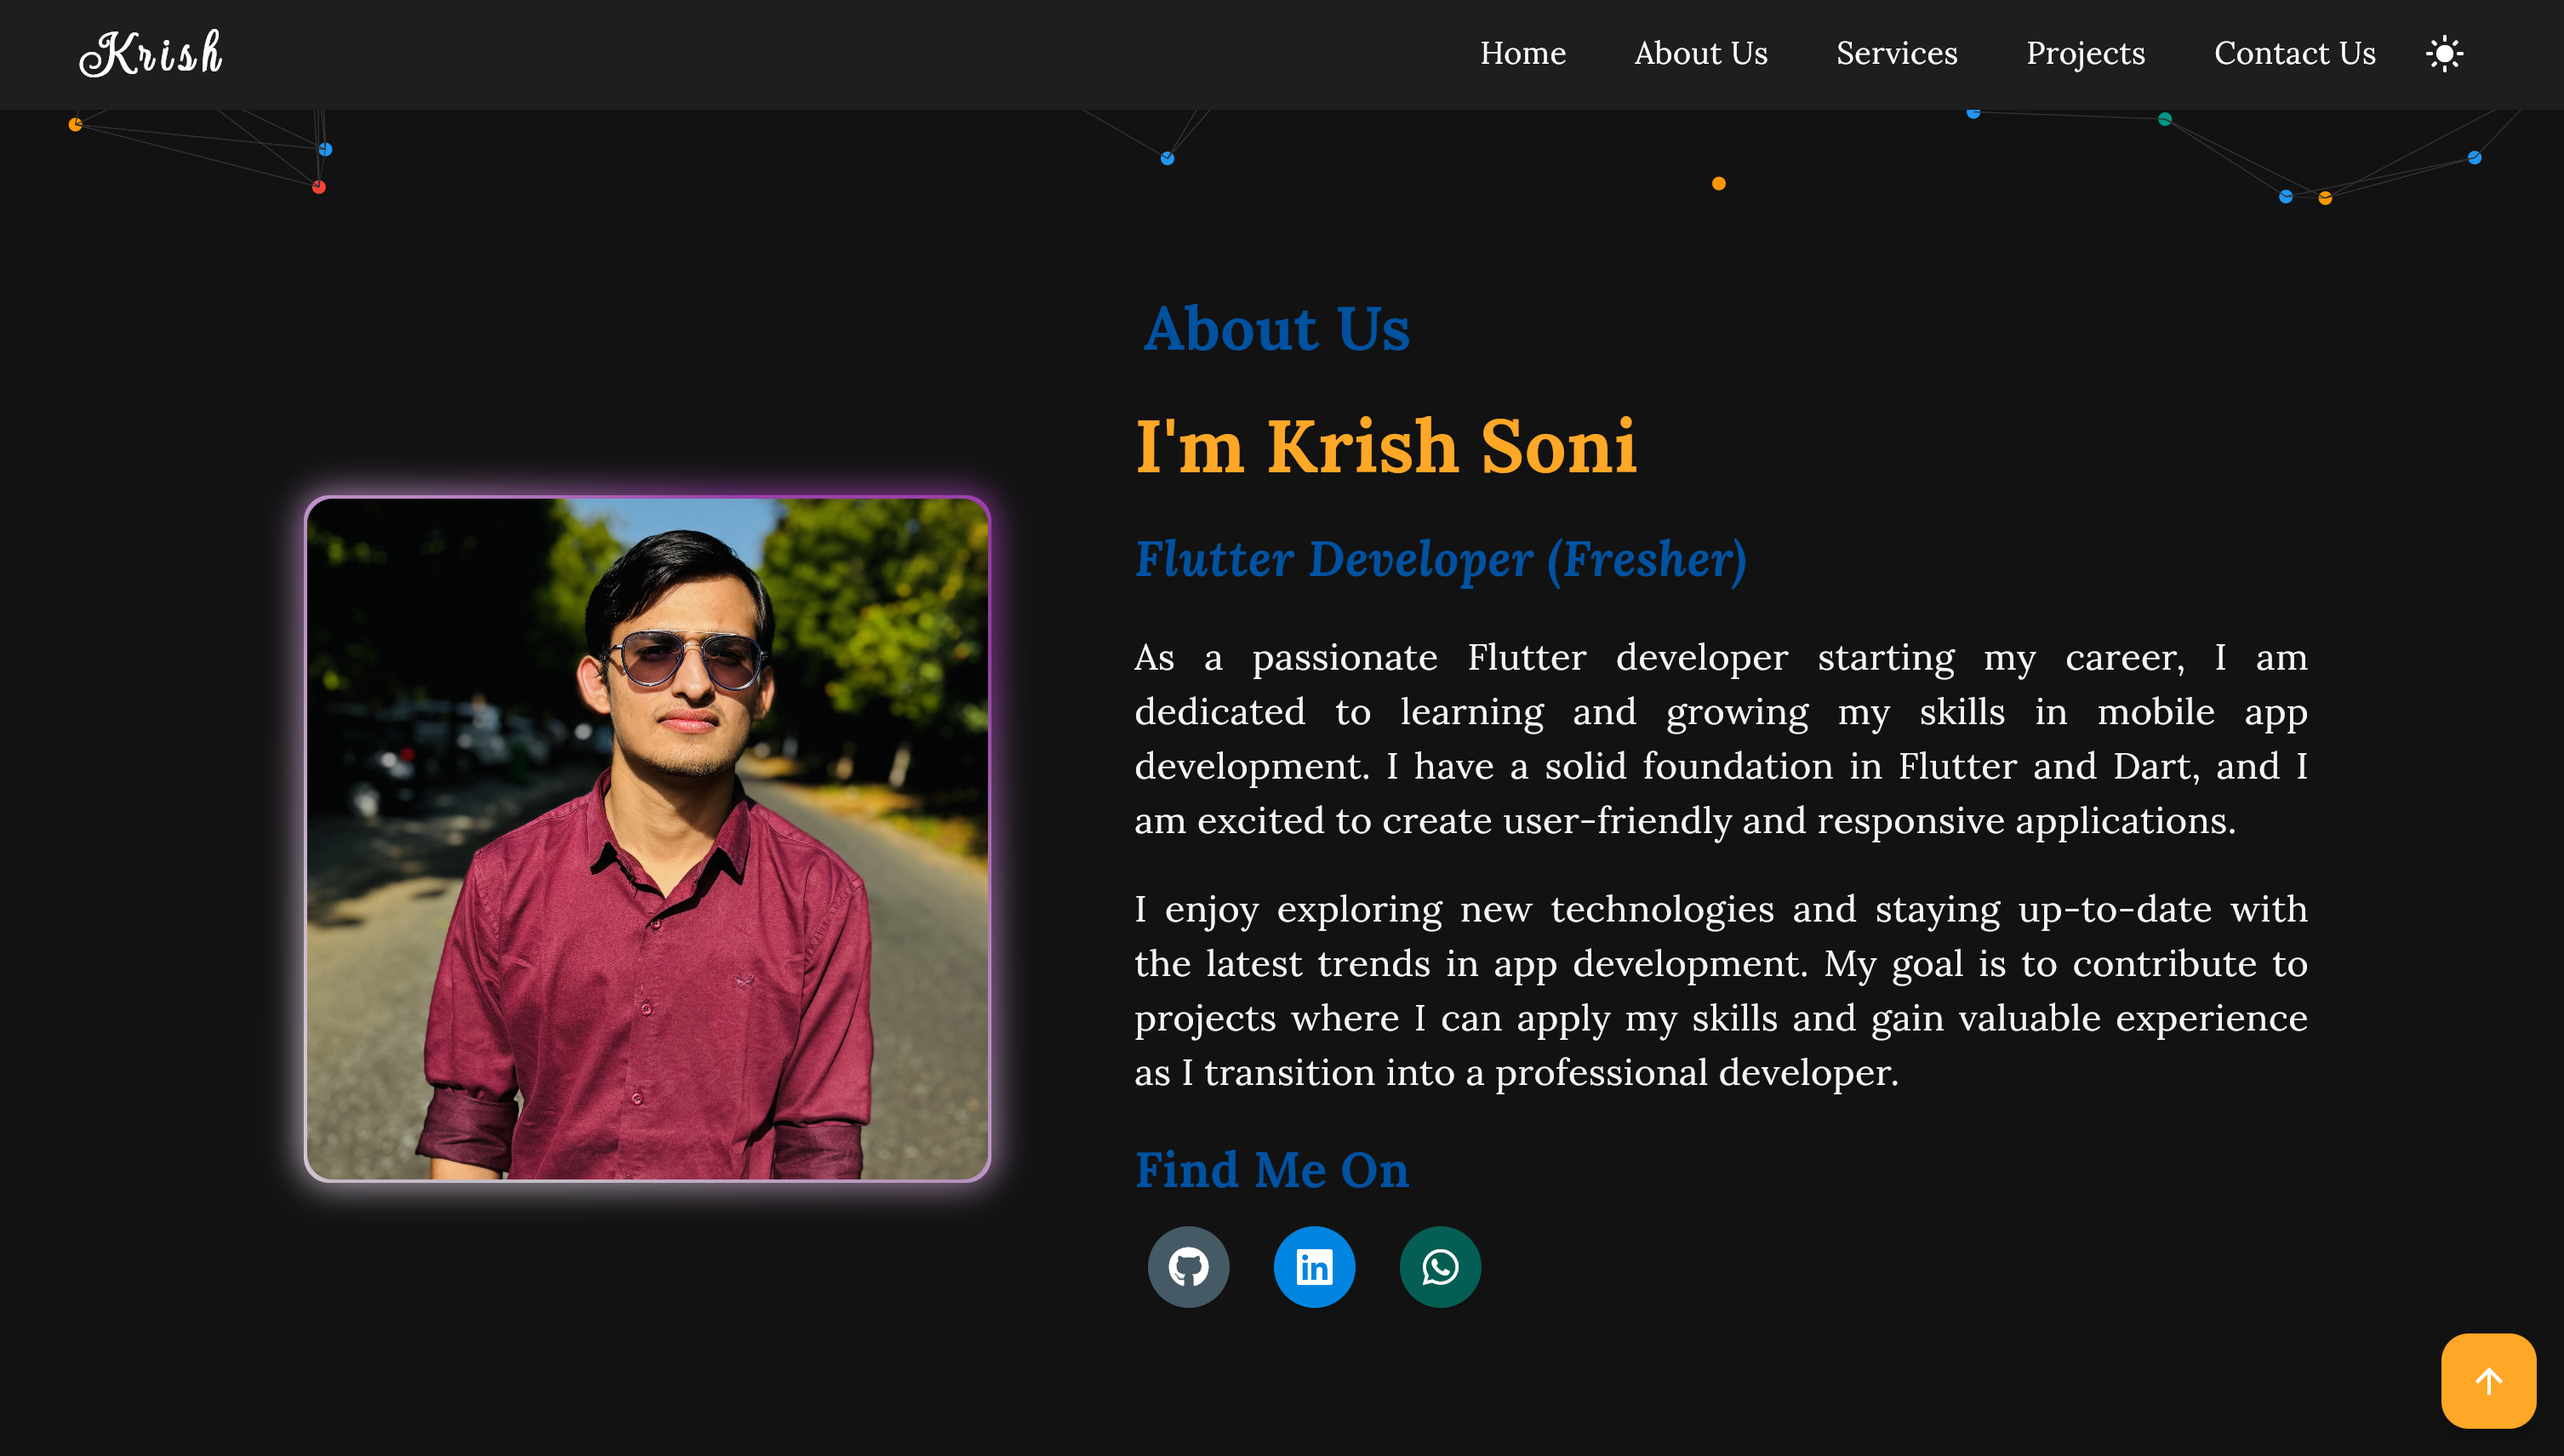 Krish
Home
About Us
Services
Projects
Contact Us
About Us
I'm Krish Soni
Flutter Developer (Fresher)
As a passionate Flutter developer starting my career, I am
dedicated to learning and growing my skills in mobile app
development. I have a solid foundation in Flutter and Dart, and I
am excited to create user-friendly and responsive applications.
I enjoy exploring new technologies and staying up-to-date with
the latest trends in app development. My goal is to contribute to
projects where I can apply my skills and gain valuable experience
as I transition into a professional developer.
Find Me On
in